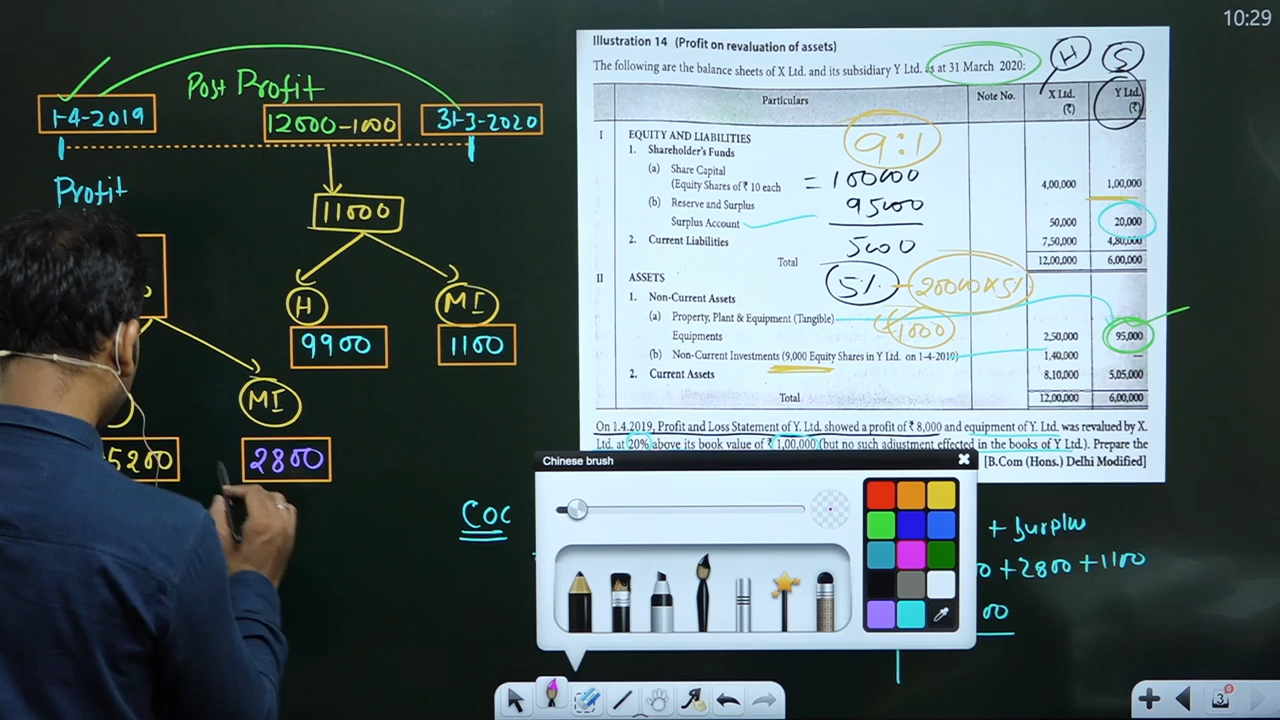 10:29
1-4-2019
Post Profit
12000-1000
31-3-2020
Profit
11000
H
MI
9900
1100
MI
5200
2800
Coc
Illustration 14 (Profit on revaluation of assets)
The following are the balance sheets of X Ltd. and its subsidiary Y Ltd. as at 31 March 2020:
H
S
Particulars Note No. X Ltd. (₹) Y Ltd. (₹)
9:1
I EQUITY AND LIABILITIES
1. Shareholder's Funds
(a) Share Capital
(Equity Shares of ₹ 10 each 4,00,000 1,00,000
= 100000
(b) Reserve and Surplus
95000
Surplus Account 50,000 20,000
2. Current Liabilities 7,50,000 4,80,000
5000
Total 12,00,000 6,00,000
II ASSETS
5% - 20000x5%
1. Non-Current Assets
(a) Property, Plant & Equipment (Tangible)
1000
Equipments 2,50,000 95,000
(b) Non-Current Investments (9,000 Equity Shares in Y Ltd. on 1-4-2019) 1,40,000 —
2. Current Assets 8,10,000 5,05,000
Total 12,00,000 6,00,000
On 1.4.2019, Profit and Loss Statement of Y. Ltd. showed a profit of ₹ 8,000 and equipment of Y. Ltd. was revalued by X.
Ltd. at 20% above its book value of ₹ 1,00,000 (but no such adjustment effected in the books of Y Ltd.). Prepare the
[B.Com (Hons.) Delhi Modified]
Chinese brush
+ Surplus
0 + 2800 + 1100
00
3